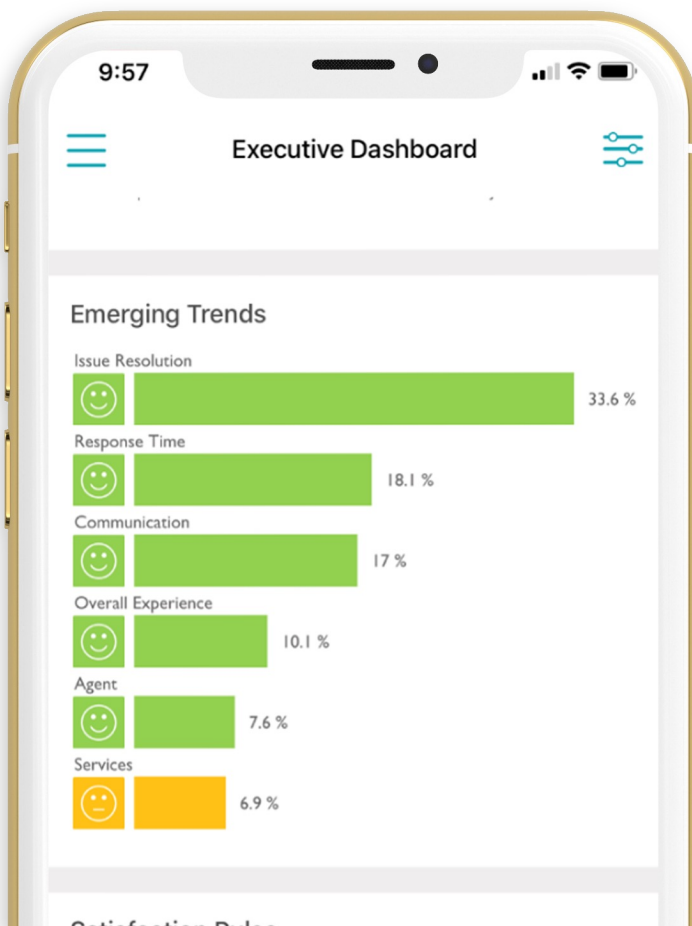 9:57
Executive Dashboard
Emerging Trends
Issue Resolution
33.6 %
Response Time
18.1 %
Communication
17 %
Overall Experience
10.1 %
Agent
7.6 %
Services
6.9 %